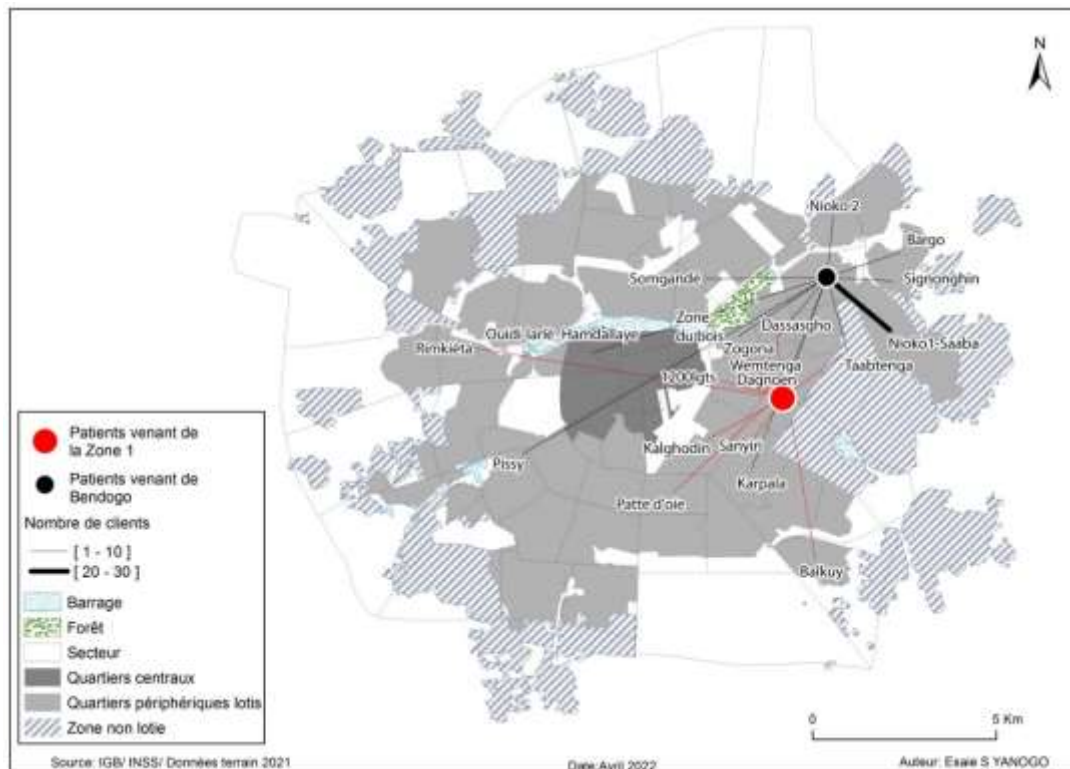 N
Nioko 2
Bargo
Somgande
Signonghin
Zone
du bois
Dassasgho
Ouidi larlé Hamdallaye
Rimkiéta
Zogona
Nioko1-Saaba
Wemtenga
Taabtenga
1200lgts
Dagnoen
Kalghodin
Sanyiri
Pissy
Karpala
Patte d'oie
Balkuy
Patients venant de
la Zone 1
Patients venant de
Bendogo
Nombre de clients
[ 1 - 10 ]
[ 20 - 30 ]
Barrage
Forêt
Secteur
Quartiers centraux
Quartiers périphériques lotis
Zone non lotie
0 5 Km
Source: IGB/ INSS/ Données terrain 2021
Date:Avril 2022
Auteur: Esaie S YANOGO